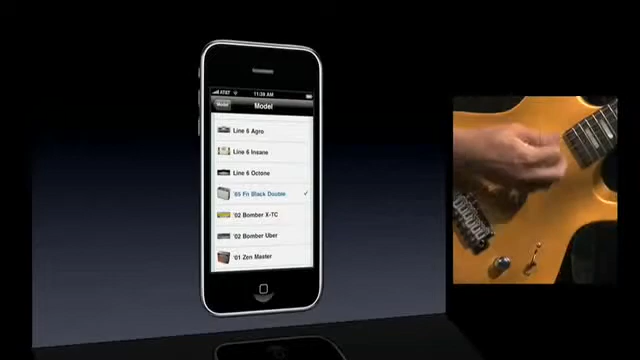 AT&T 11:39 AM
Model Model
Line 6 Agro
Line 6 Insane
Line 6 Octone
'65 Fn Black Double
'02 Bomber X-TC
'02 Bomber Uber
'01 Zen Master